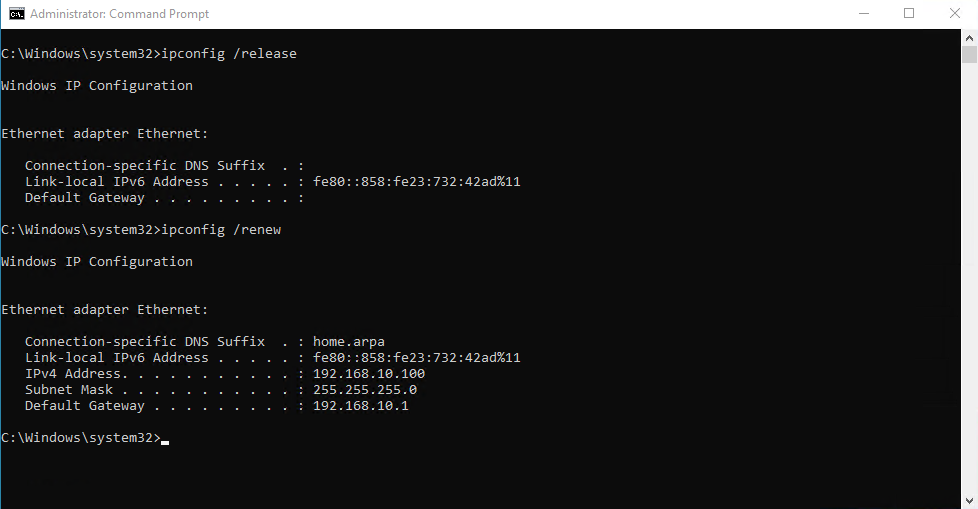 Administrator: Command Prompt
C:\Windows\system32>ipconfig /release
Windows IP Configuration
Ethernet adapter Ethernet:
Connection-specific DNS Suffix  . :
Link-local IPv6 Address . . . . . : fe80::858:fe23:732:42ad%11
Default Gateway . . . . . . . . . :
C:\Windows\system32>ipconfig /renew
Windows IP Configuration
Ethernet adapter Ethernet:
Connection-specific DNS Suffix  . : home.arpa
Link-local IPv6 Address . . . . . : fe80::858:fe23:732:42ad%11
IPv4 Address. . . . . . . . . . . : 192.168.10.100
Subnet Mask . . . . . . . . . . . : 255.255.255.0
Default Gateway . . . . . . . . . : 192.168.10.1
C:\Windows\system32>